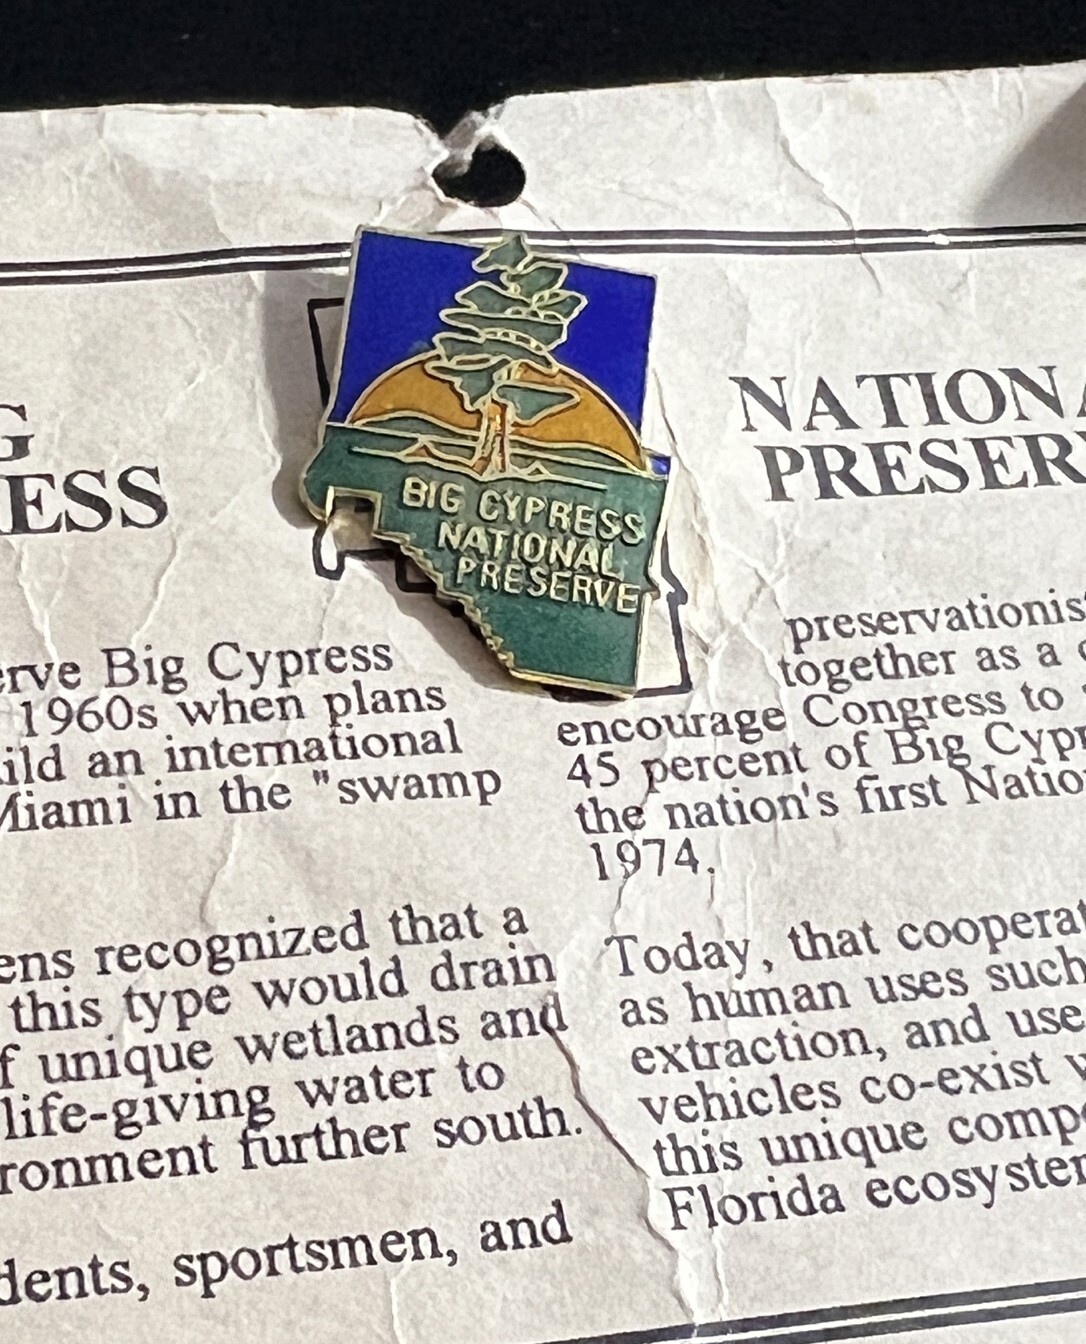 ESS
NATIONA
PRESER
BIG CYPRESS
NATIONAL
PRESERVE
erve Big Cypress
1960s when plans
ild an international
Miami in the "swamp
ens recognized that a
this type would drain
f unique wetlands and
life-giving water to
ronment further south.
dents, sportsmen, and
preservationist
together as a
encourage Congress to
45 percent of Big Cypr
the nation's first Natio
1974.
Today, that cooperat
as human uses such
extraction, and use
vehicles co-exist w
this unique comp
Florida ecosystem